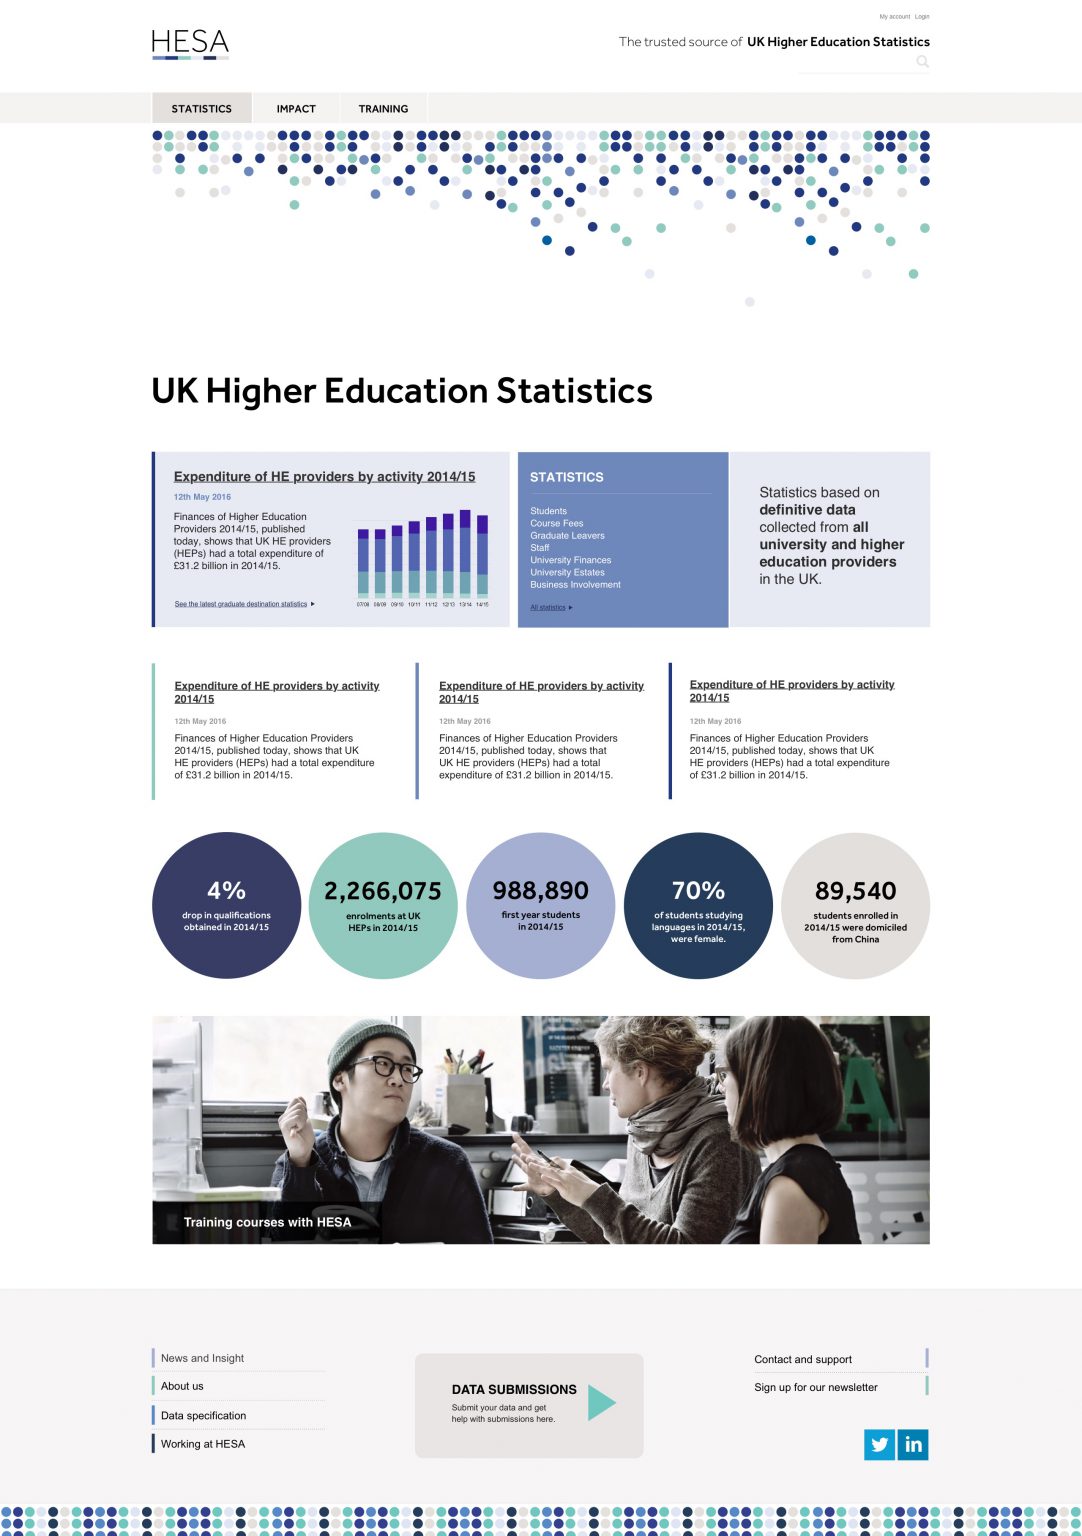 My account Login
HESA
The trusted source of UK Higher Education Statistics
STATISTICS
IMPACT
TRAINING
UK Higher Education Statistics
Expenditure of HE providers by activity 2014/15
12th May 2016
Finances of Higher Education
Providers 2014/15, published
today, shows that UK HE providers
(HEPs) had a total expenditure of
£31.2 billion in 2014/15.
See the latest graduate destination statistics
07/08 08/09 09/10 10/11 11/12 12/13 13/14 14/15
STATISTICS
Students
Course Fees
Graduate Leavers
Staff
University Finances
University Estates
Business Involvement
All statistics
Statistics based on
definitive data
collected from all
university and higher
education providers
in the UK.
Expenditure of HE providers by activity
2014/15
12th May 2016
Finances of Higher Education Providers
2014/15, published today, shows that UK
HE providers (HEPs) had a total expenditure
of £31.2 billion in 2014/15.
Expenditure of HE providers by activity
2014/15
12th May 2016
Finances of Higher Education Providers
2014/15, published today, shows that
UK HE providers (HEPs) had a total
expenditure of £31.2 billion in 2014/15.
Expenditure of HE providers by activity
2014/15
12th May 2016
Finances of Higher Education Providers
2014/15, published today, shows that UK
HE providers (HEPs) had a total expenditure
of £31.2 billion in 2014/15.
4%
drop in qualifications
obtained in 2014/15
2,266,075
enrolments at UK
HEPs in 2014/15
988,890
first year students
in 2014/15
70%
of students studying
languages in 2014/15,
were female.
89,540
students enrolled in
2014/15 were domiciled
from China
A
Training courses with HESA
News and Insight
About us
Data specification
Working at HESA
DATA SUBMISSIONS
Submit your data and get
help with submissions here.
Contact and support
Sign up for our newsletter
in